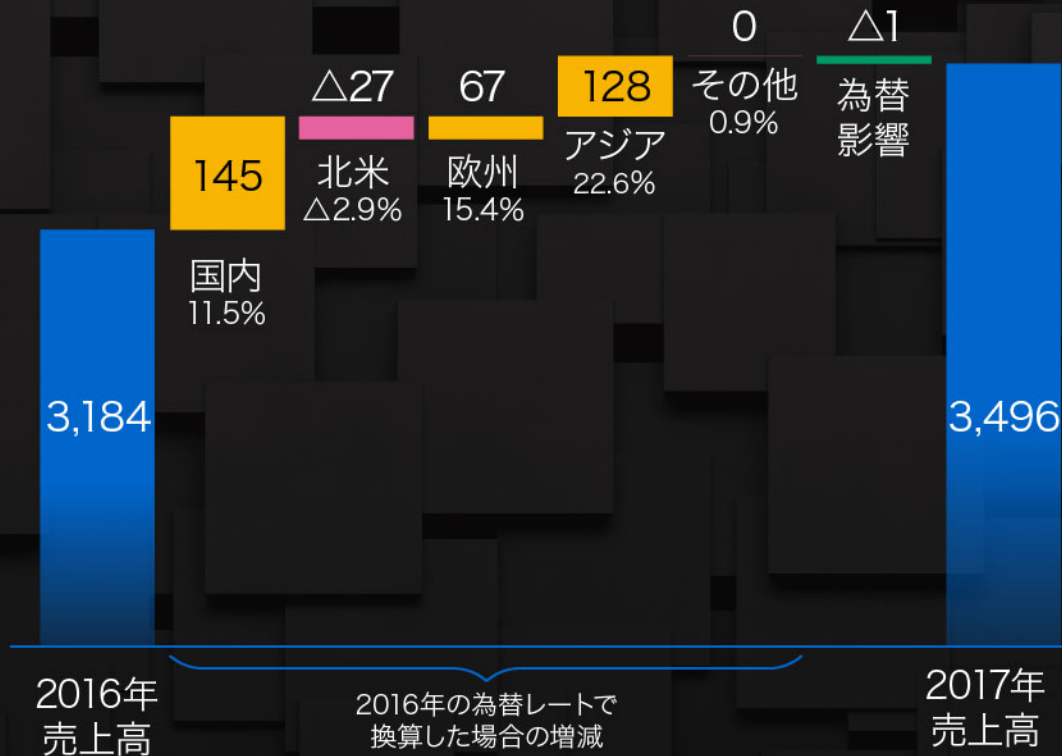 3,184
2016年
売上高
145
国内
11.5%
△27
北米
△2.9%
67
欧州
15.4%
128
アジア
22.6%
0
その他
0.9%
△1
為替
影響
3,496
2017年
売上高
2016年の為替レートで
換算した場合の増減